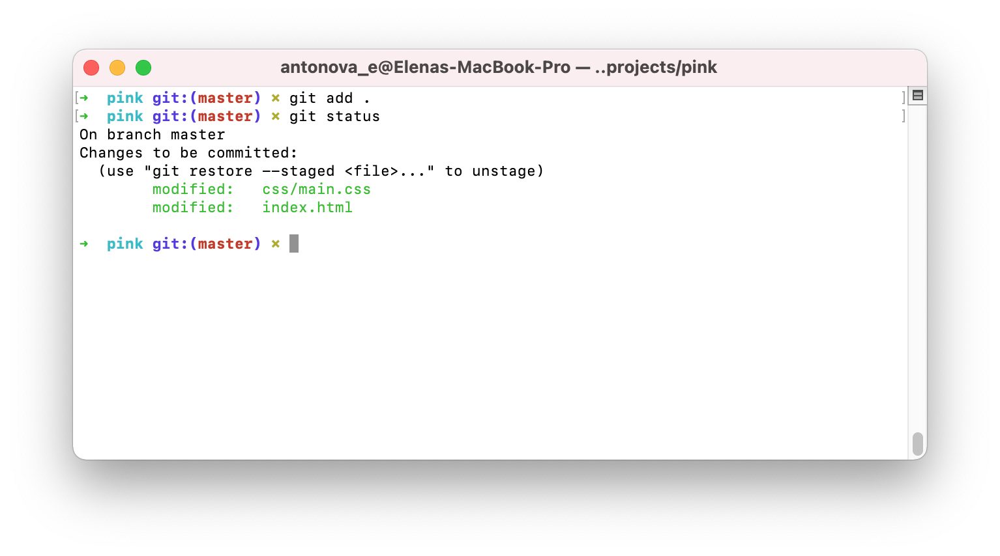 antonova_e@Elenas-MacBook-Pro — ..projects/pink
[➜  pink git:(master) ✗ git add . ]
[➜  pink git:(master) ✗ git status ]
On branch master
Changes to be committed:
  (use "git restore --staged <file>..." to unstage)
        modified:   css/main.css
        modified:   index.html
➜  pink git:(master) ✗